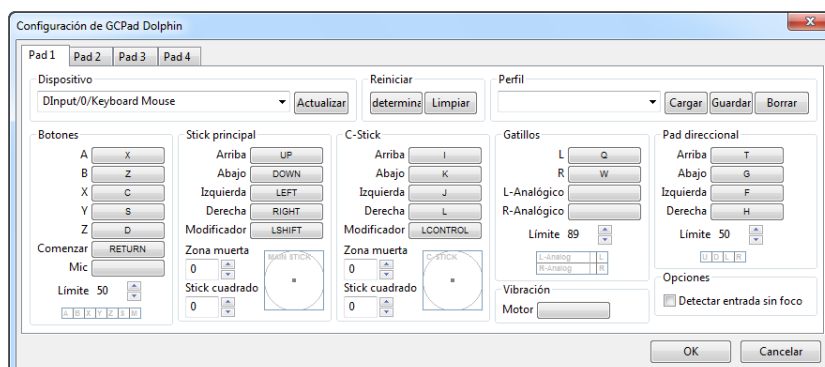 Configuración de GCPad Dolphin
Pad 1 Pad 2 Pad 3 Pad 4
Dispositivo
DInput/0/Keyboard Mouse Actualizar
Reiniciar
determina Limpiar
Perfil
Cargar Guardar Borrar
Botones
A X
B Z
X C
Y S
Z D
Comenzar RETURN
Mic
Límite 50
A B X Y Z S M
Stick principal
Arriba UP
Abajo DOWN
Izquierda LEFT
Derecha RIGHT
Modificador LSHIFT
Zona muerta
0
Stick cuadrado
0
MAIN STICK
C-Stick
Arriba I
Abajo K
Izquierda J
Derecha L
Modificador LCONTROL
Zona muerta
0
Stick cuadrado
0
C-STICK
Gatillos
L Q
R W
L-Analógico
R-Analógico
Límite 89
L-Analog L
R-Analog R
Vibración
Motor
Pad direccional
Arriba T
Abajo G
Izquierda F
Derecha H
Límite 50
U D L R
Opciones
Detectar entrada sin foco
OK Cancelar